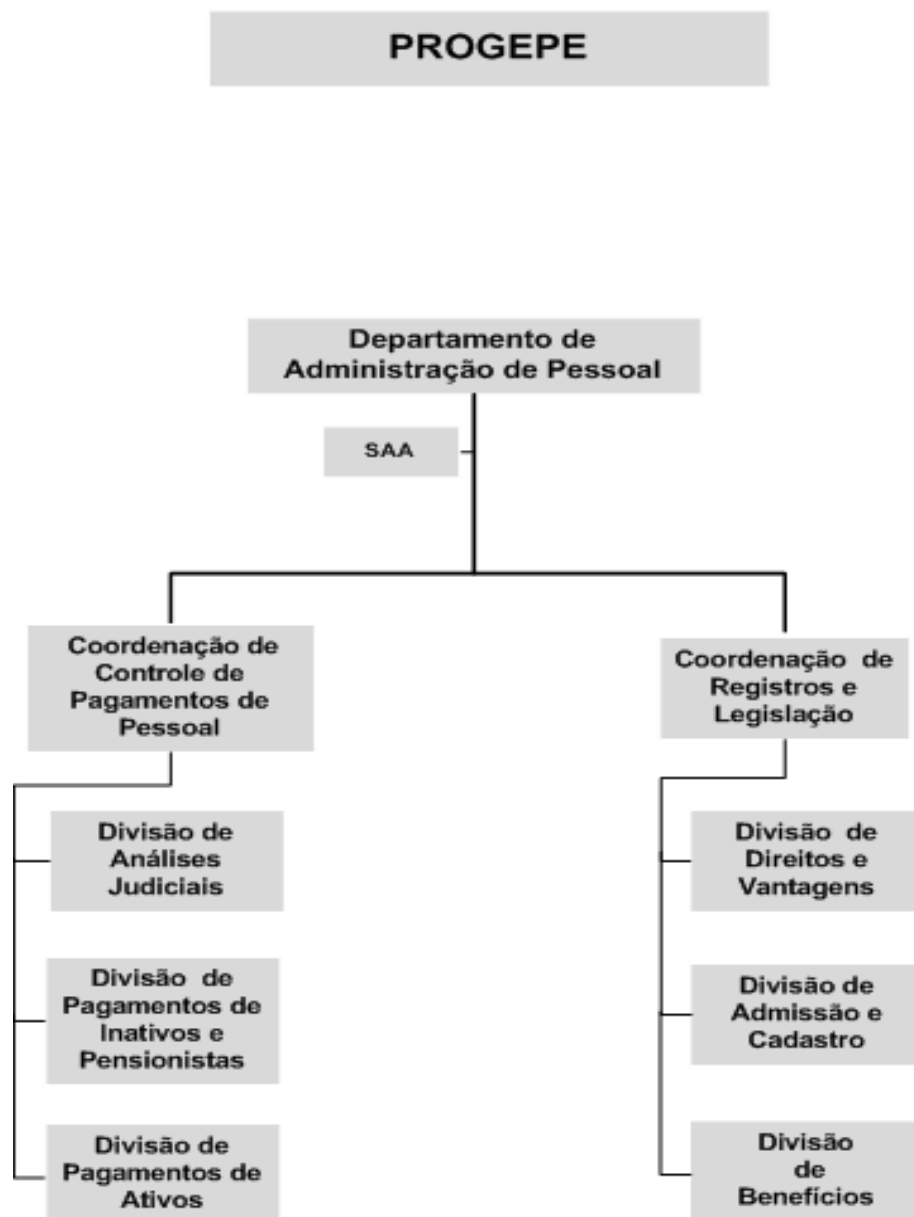 PROGEPE
Departamento de
Administração de Pessoal
SAA
Coordenação de
Controle de
Pagamentos de
Pessoal
Coordenação de
Registros e
Legislação
Divisão de
Análises
Judiciais
Divisão de
Pagamentos de
Inativos e
Pensionistas
Divisão de
Pagamentos de
Ativos
Divisão de
Direitos e
Vantagens
Divisão de
Admissão e
Cadastro
Divisão
de
Benefícios